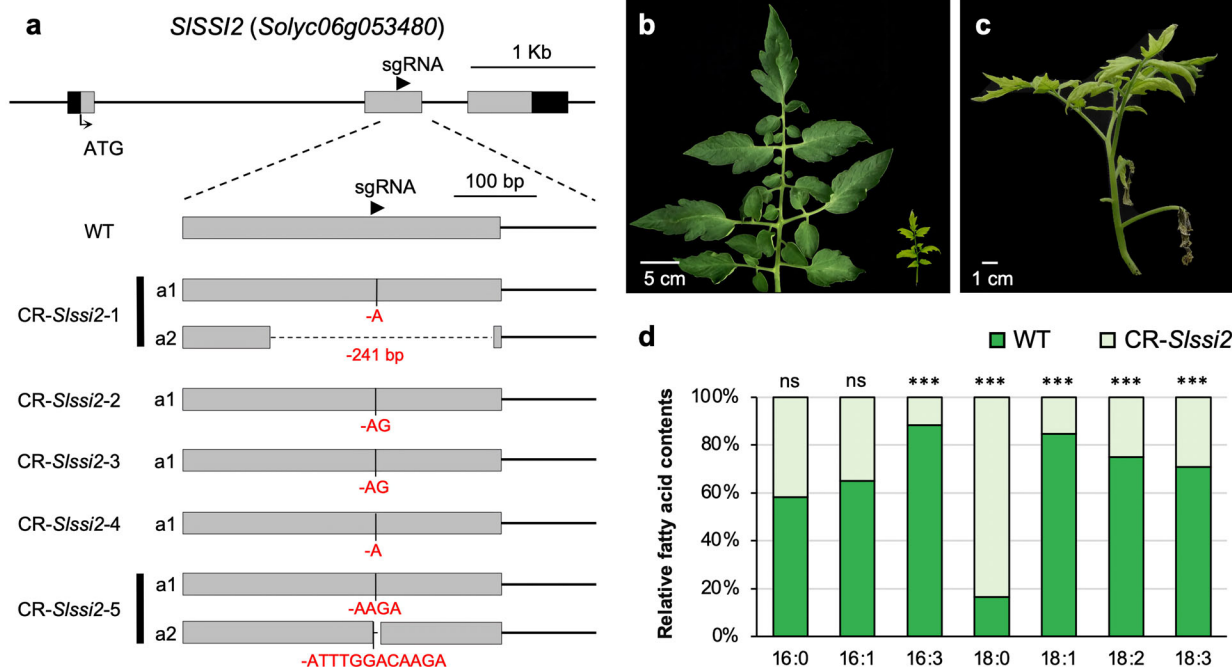 a
SlSSI2 (Solyc06g053480)
sgRNA
1 Kb
ATG
sgRNA
100 bp
WT
CR-Slssi2-1
a1
-A
a2
-241 bp
CR-Slssi2-2
a1
-AG
CR-Slssi2-3
a1
-AG
CR-Slssi2-4
a1
-A
CR-Slssi2-5
a1
-AAGA
a2
-ATTTGGACAAGA
b
5 cm
c
1 cm
d
WT CR-Slssi2
ns ns *** *** *** *** ***
Relative fatty acid contents
100%
80%
60%
40%
20%
0%
16:0 16:1 16:3 18:0 18:1 18:2 18:3